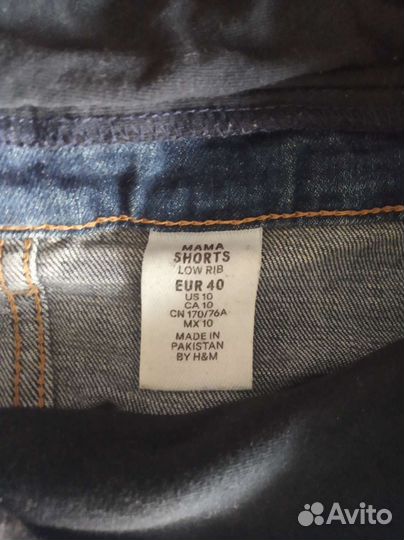 MAMA
SHORTS
LOW RIB
EUR 40
US 10
CA 10
CN 170/76A
MX 10
MADE IN
PAKISTAN
BY H&M
Avito